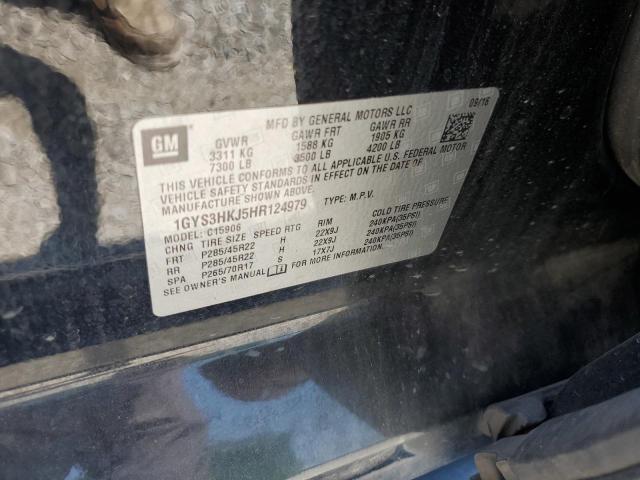 GM
MFD BY GENERAL MOTORS LLC 09/16
GVWR GAWR FRT GAWR RR
3311 KG 1588 KG 1905 KG
7300 LB 3500 LB 4200 LB
THIS VEHICLE CONFORMS TO ALL APPLICABLE U.S. FEDERAL MOTOR
VEHICLE SAFETY STANDARDS IN EFFECT ON THE DATE OF
MANUFACTURE SHOWN ABOVE.
1GYS3HKJ5HR124979 TYPE: M.P.V.
MODEL: C15906
CHNG TIRE SIZE SPEED RTG RIM COLD TIRE PRESSURE
FRT P285/45R22 H 22X9J 240KPA(35PSI)
RR P285/45R22 H 22X9J 240KPA(35PSI)
SPA P265/70R17 S 17X7J 240KPA(35PSI)
SEE OWNER'S MANUAL FOR MORE INFORMATION.